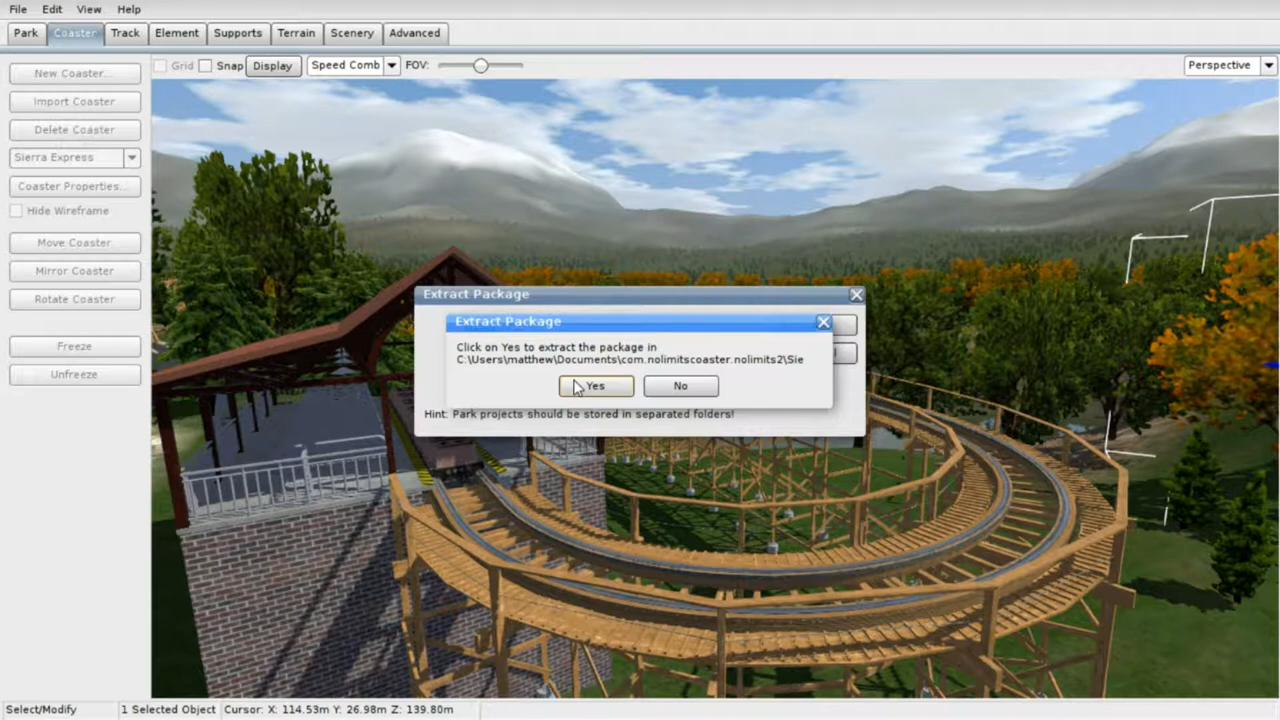 File Edit View Help
Park Coaster Track Element Supports Terrain Scenery Advanced
Grid Snap Display Speed Comb FOV: Perspective
New Coaster...
Import Coaster
Delete Coaster
Sierra Express
Coaster Properties...
Hide Wireframe
Move Coaster
Mirror Coaster
Rotate Coaster
Freeze
Unfreeze
Extract Package
Extract Package
Click on Yes to extract the package in
C:\Users\matthew\Documents\com.nolimitscoaster.nolimits2\Sie
Yes No
Hint: Park projects should be stored in separated folders!
Select/Modify 1 Selected Object Cursor: X: 114.53m Y: 26.98m Z: 139.80m